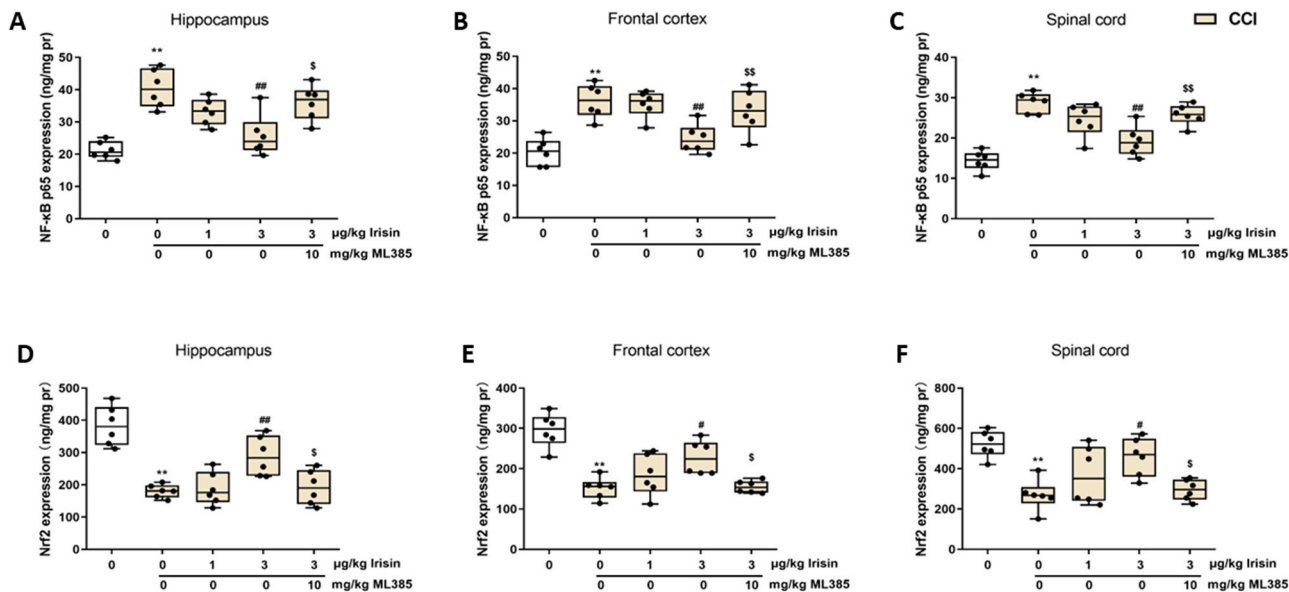 A
Hippocampus
NF-κB p65 expression (ng/mg pr)
50
40
30
20
10
0
**
##
$
0 0 1 3 3 μg/kg Irisin
0 0 0 10 mg/kg ML385
B
Frontal cortex
NF-κB p65 expression (ng/mg pr)
50
40
30
20
10
0
**
##
$$
0 0 1 3 3 μg/kg Irisin
0 0 0 10 mg/kg ML385
C
Spinal cord
CCI
NF-κB p65 expression (ng/mg pr)
40
30
20
10
0
**
##
$$
0 0 1 3 3 μg/kg Irisin
0 0 0 10 mg/kg ML385
D
Hippocampus
Nrf2 expression（ng/mg pr）
500
400
300
200
100
0
**
##
$
0 0 1 3 3 μg/kg Irisin
0 0 0 10 mg/kg ML385
E
Frontal cortex
Nrf2 expression（ng/mg pr）
400
300
200
100
0
**
#
$
0 0 1 3 3 μg/kg Irisin
0 0 0 10 mg/kg ML385
F
Spinal cord
Nrf2 expression（ng/mg pr）
800
600
400
200
0
**
#
$
0 0 1 3 3 μg/kg Irisin
0 0 0 10 mg/kg ML385